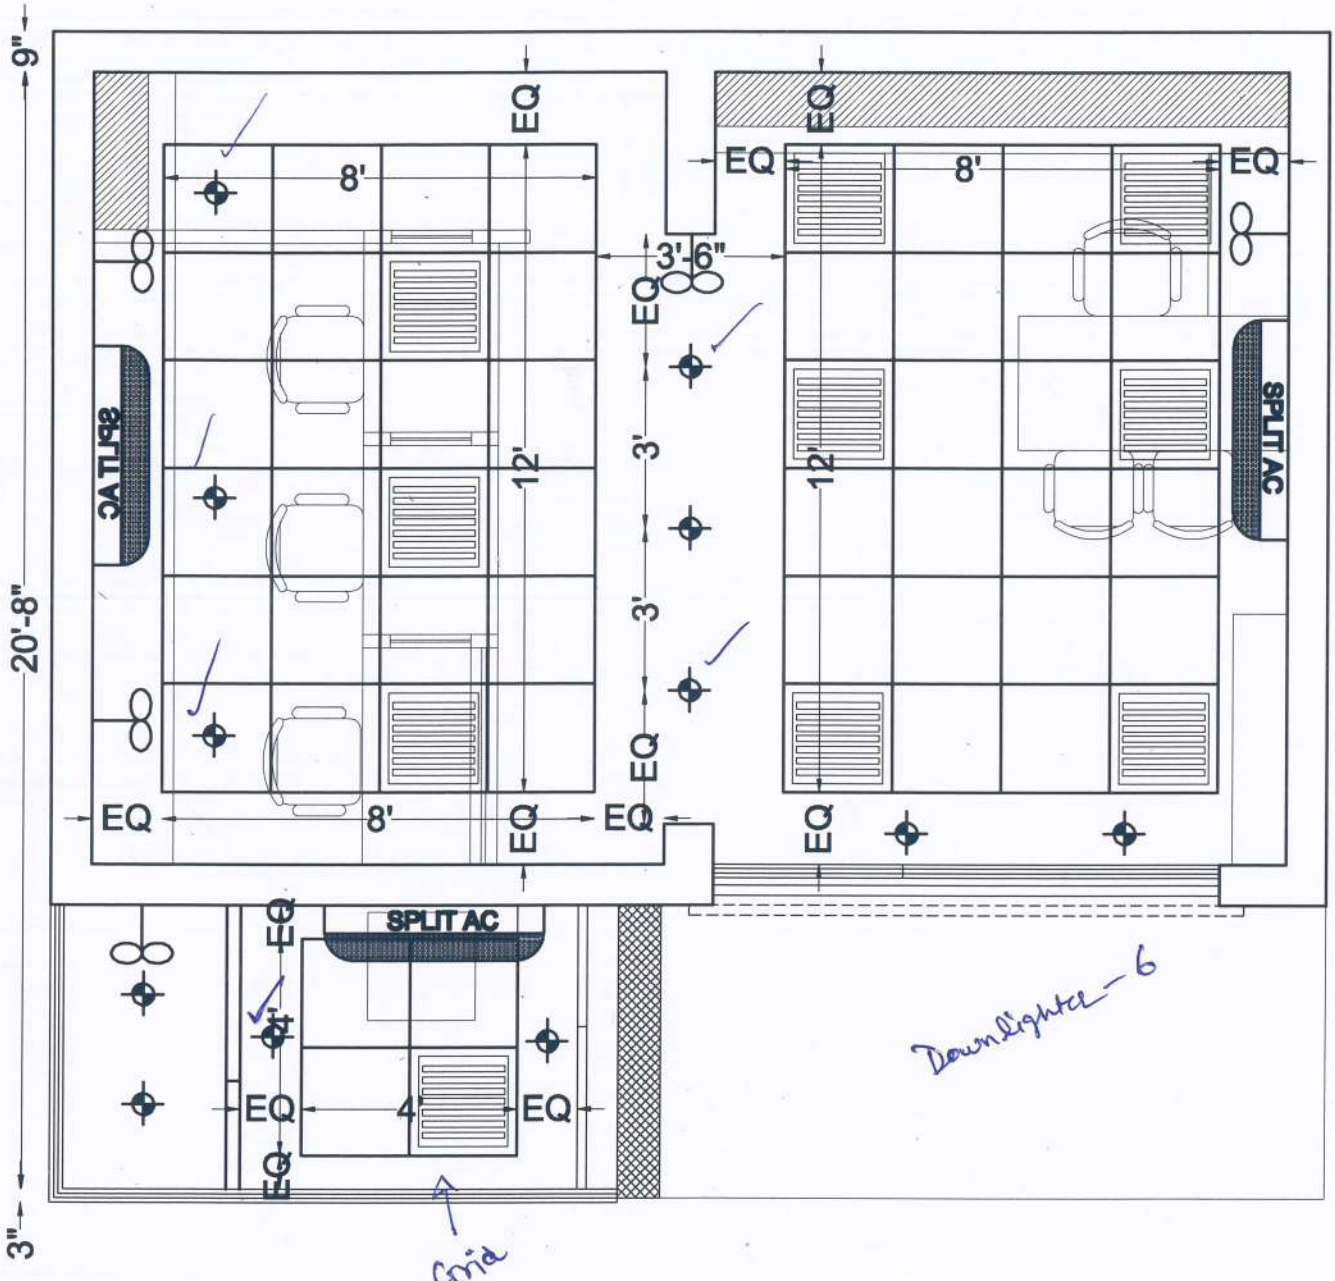 9"
EQ
EQ
EQ
8'
EQ
8'
EQ
3'-6"
EQ
SPLIT AC
3'
12'
12'
SPLIT AC
20'-8"
3'
EQ
EQ
8'
EQ
EQ
EQ
EQ
SPLIT AC
4'
Downlighter - 6
EQ
4'
EQ
EQ
3"
Grid